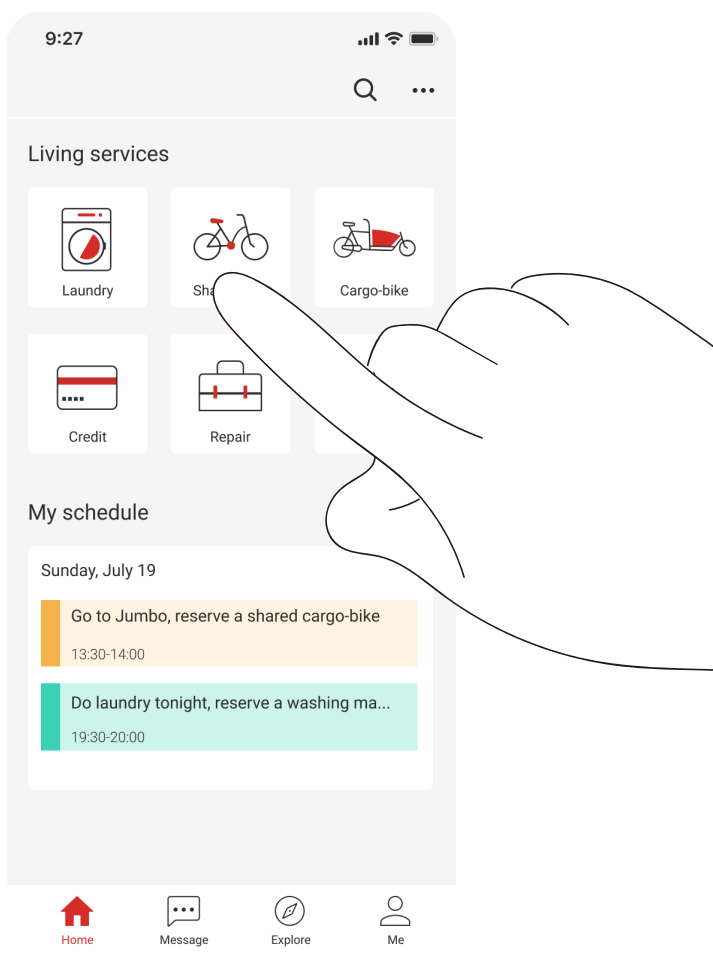 9:27
Living services
Laundry
Cargo-bike
Credit
Repair
My schedule
Sunday, July 19
Go to Jumbo, reserve a shared cargo-bike
13:30-14:00
Do laundry tonight, reserve a washing ma...
19:30-20:00
Home
Message
Explore
Me